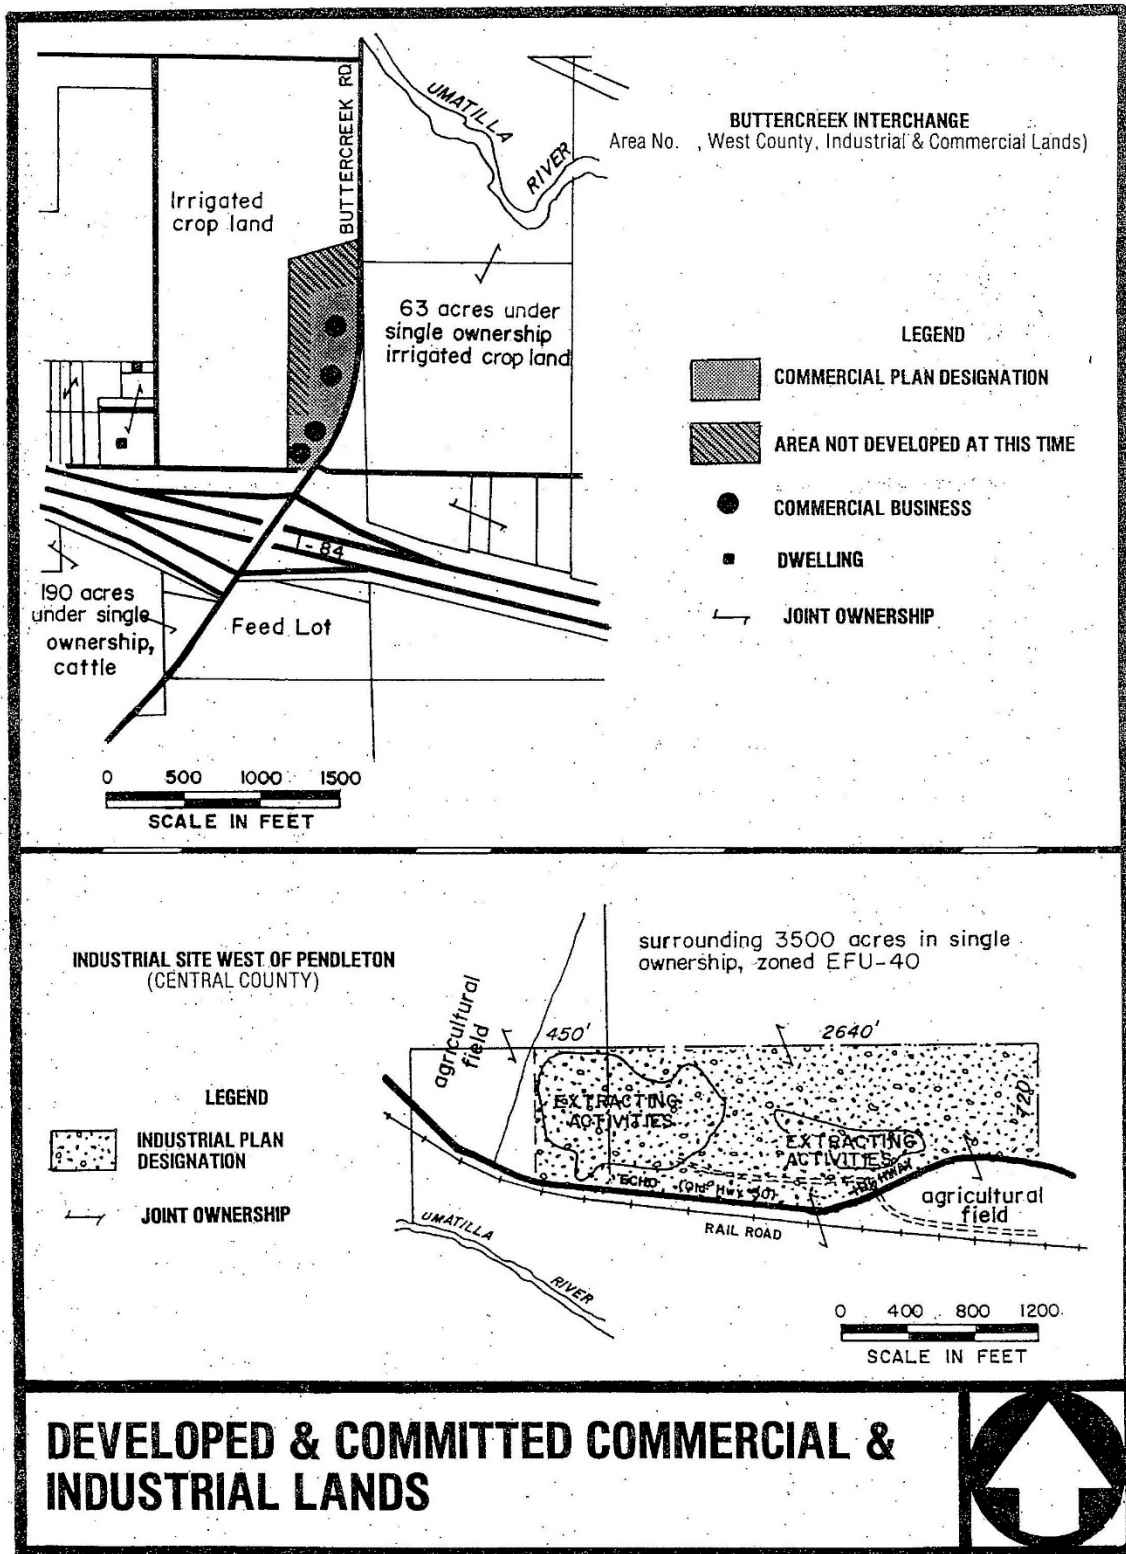 BUTTERCREEK RD.
UMATILLA
RIVER
BUTTERCREEK INTERCHANGE
Area No.   , West County, Industrial & Commercial Lands)
Irrigated
crop land
63 acres under
single ownership
irrigated crop land
LEGEND
COMMERCIAL PLAN DESIGNATION
AREA NOT DEVELOPED AT THIS TIME
COMMERCIAL BUSINESS
DWELLING
JOINT OWNERSHIP
I-84
190 acres
under single
ownership,
cattle
Feed Lot
0 500 1000 1500
SCALE IN FEET
INDUSTRIAL SITE WEST OF PENDLETON
(CENTRAL COUNTY)
LEGEND
INDUSTRIAL PLAN
DESIGNATION
JOINT OWNERSHIP
surrounding 3500 acres in single
ownership, zoned EFU-40
agricultural
field
450'
2640'
720'
EXTRACTING
ACTIVITIES
EXTRACTING
ACTIVITIES
ECHO (Old Hwy 30) HIGHWAY
agricultural
field
RAIL ROAD
UMATILLA
RIVER
0 400 800 1200
SCALE IN FEET
DEVELOPED & COMMITTED COMMERCIAL &
INDUSTRIAL LANDS